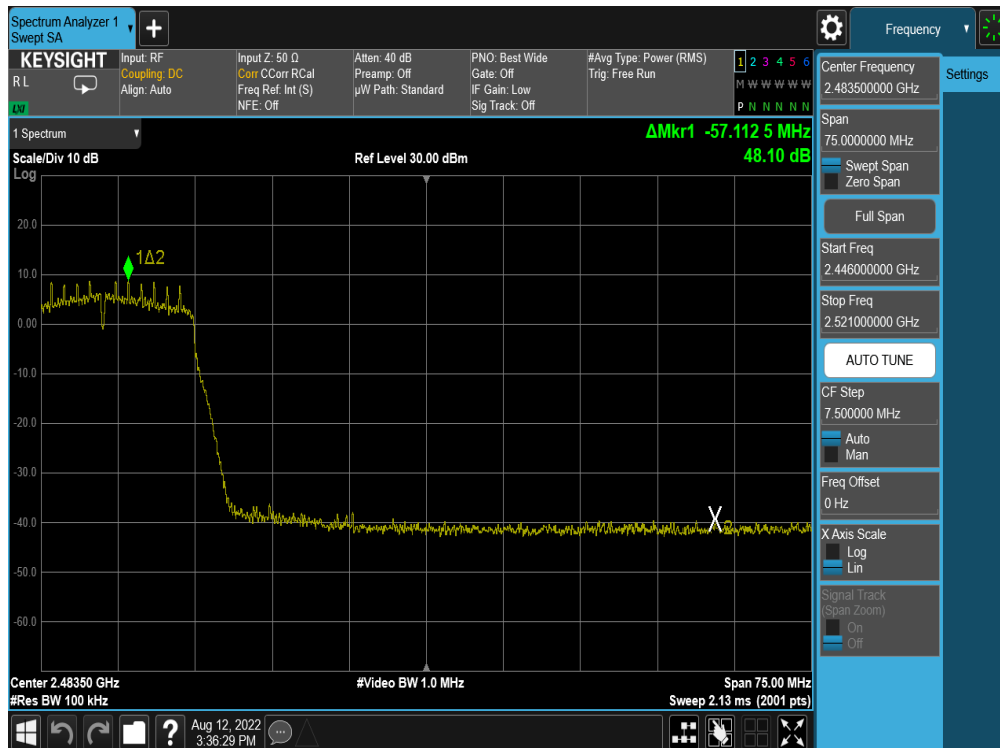 Spectrum Analyzer 1
Swept SA
+
Frequency
KEYSIGHT
R L
LXI
Input: RF
Coupling: DC
Align: Auto
Input Z: 50 Ω
Corr CCorr RCal
Freq Ref: Int (S)
NFE: Off
Atten: 40 dB
Preamp: Off
µW Path: Standard
PNO: Best Wide
Gate: Off
IF Gain: Low
Sig Track: Off
#Avg Type: Power (RMS)
Trig: Free Run
1 2 3 4 5 6
M W W W W W
P N N N N N
1 Spectrum
Scale/Div 10 dB
Log
Ref Level 30.00 dBm
ΔMkr1 -57.112 5 MHz
48.10 dB
1Δ2
20.0
10.0
0.00
-10.0
-20.0
-30.0
-40.0
-50.0
-60.0
X2
Center 2.48350 GHz
#Res BW 100 kHz
#Video BW 1.0 MHz
Span 75.00 MHz
Sweep 2.13 ms (2001 pts)
Aug 12, 2022
3:36:29 PM
Center Frequency
2.483500000 GHz
Span
75.0000000 MHz
Swept Span
Zero Span
Full Span
Start Freq
2.446000000 GHz
Stop Freq
2.521000000 GHz
AUTO TUNE
CF Step
7.500000 MHz
Auto
Man
Freq Offset
0 Hz
X Axis Scale
Log
Lin
Signal Track
(Span Zoom)
On
Off
Settings